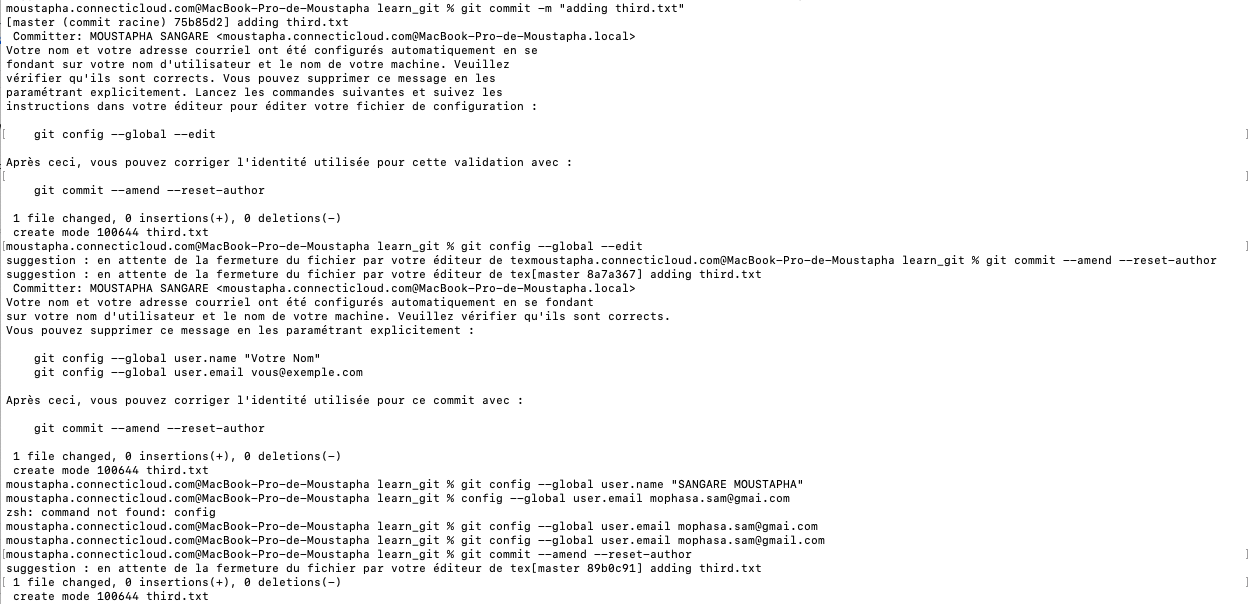 moustapha.connecticloud.com@MacBook-Pro-de-Moustapha learn_git % git commit -m "adding third.txt"
[master (commit racine) 75b85d2] adding third.txt
 Committer: MOUSTAPHA SANGARE <moustapha.connecticloud.com@MacBook-Pro-de-Moustapha.local>
Votre nom et votre adresse courriel ont été configurés automatiquement en se
fondant sur votre nom d'utilisateur et le nom de votre machine. Veuillez
vérifier qu'ils sont corrects. Vous pouvez supprimer ce message en les
paramétrant explicitement. Lancez les commandes suivantes et suivez les
instructions dans votre éditeur pour éditer votre fichier de configuration :
[    git config --global --edit ]
Après ceci, vous pouvez corriger l'identité utilisée pour cette validation avec :
[ ]
    git commit --amend --reset-author
 1 file changed, 0 insertions(+), 0 deletions(-)
 create mode 100644 third.txt
[moustapha.connecticloud.com@MacBook-Pro-de-Moustapha learn_git % git config --global --edit ]
suggestion : en attente de la fermeture du fichier par votre éditeur de texmoustapha.connecticloud.com@MacBook-Pro-de-Moustapha learn_git % git commit --amend --reset-author
suggestion : en attente de la fermeture du fichier par votre éditeur de tex[master 8a7a367] adding third.txt
 Committer: MOUSTAPHA SANGARE <moustapha.connecticloud.com@MacBook-Pro-de-Moustapha.local>
Votre nom et votre adresse courriel ont été configurés automatiquement en se fondant
sur votre nom d'utilisateur et le nom de votre machine. Veuillez vérifier qu'ils sont corrects.
Vous pouvez supprimer ce message en les paramétrant explicitement :
    git config --global user.name "Votre Nom"
    git config --global user.email vous@exemple.com
Après ceci, vous pouvez corriger l'identité utilisée pour ce commit avec :
    git commit --amend --reset-author
 1 file changed, 0 insertions(+), 0 deletions(-)
 create mode 100644 third.txt
moustapha.connecticloud.com@MacBook-Pro-de-Moustapha learn_git % git config --global user.name "SANGARE MOUSTAPHA"
moustapha.connecticloud.com@MacBook-Pro-de-Moustapha learn_git % config --global user.email mophasa.sam@gmai.com
zsh: command not found: config
moustapha.connecticloud.com@MacBook-Pro-de-Moustapha learn_git % git config --global user.email mophasa.sam@gmai.com
moustapha.connecticloud.com@MacBook-Pro-de-Moustapha learn_git % git config --global user.email mophasa.sam@gmail.com
[moustapha.connecticloud.com@MacBook-Pro-de-Moustapha learn_git % git commit --amend --reset-author ]
suggestion : en attente de la fermeture du fichier par votre éditeur de tex[master 89b0c91] adding third.txt
[ 1 file changed, 0 insertions(+), 0 deletions(-) ]
 create mode 100644 third.txt